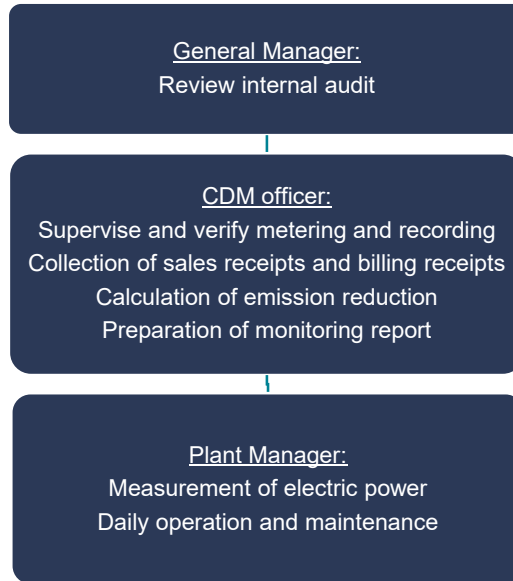 General Manager:
Review internal audit
CDM officer:
Supervise and verify metering and recording
Collection of sales receipts and billing receipts
Calculation of emission reduction
Preparation of monitoring report
Plant Manager:
Measurement of electric power
Daily operation and maintenance